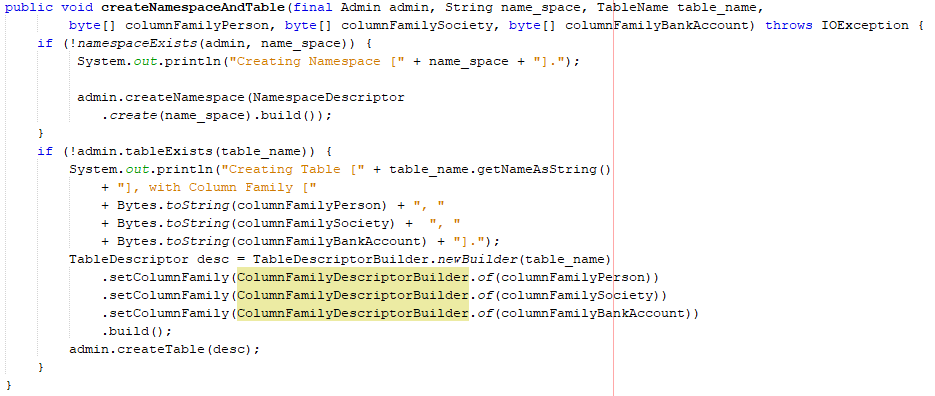 public void createNamespaceAndTable(final Admin admin, String name_space, TableName table_name,
        byte[] columnFamilyPerson, byte[] columnFamilySociety, byte[] columnFamilyBankAccount) throws IOException {
    if (!namespaceExists(admin, name_space)) {
         System.out.println("Creating Namespace [" + name_space + "].");

         admin.createNamespace(NamespaceDescriptor
            .create(name_space).build());
    }
    if (!admin.tableExists(table_name)) {
        System.out.println("Creating Table [" + table_name.getNameAsString()
            + "], with Column Family ["
            + Bytes.toString(columnFamilyPerson) + ", "
            + Bytes.toString(columnFamilySociety) +  ", "
            + Bytes.toString(columnFamilyBankAccount) + "].");
        TableDescriptor desc = TableDescriptorBuilder.newBuilder(table_name)
            .setColumnFamily(ColumnFamilyDescriptorBuilder.of(columnFamilyPerson))
            .setColumnFamily(ColumnFamilyDescriptorBuilder.of(columnFamilySociety))
            .setColumnFamily(ColumnFamilyDescriptorBuilder.of(columnFamilyBankAccount))
            .build();
        admin.createTable(desc);
    }
}